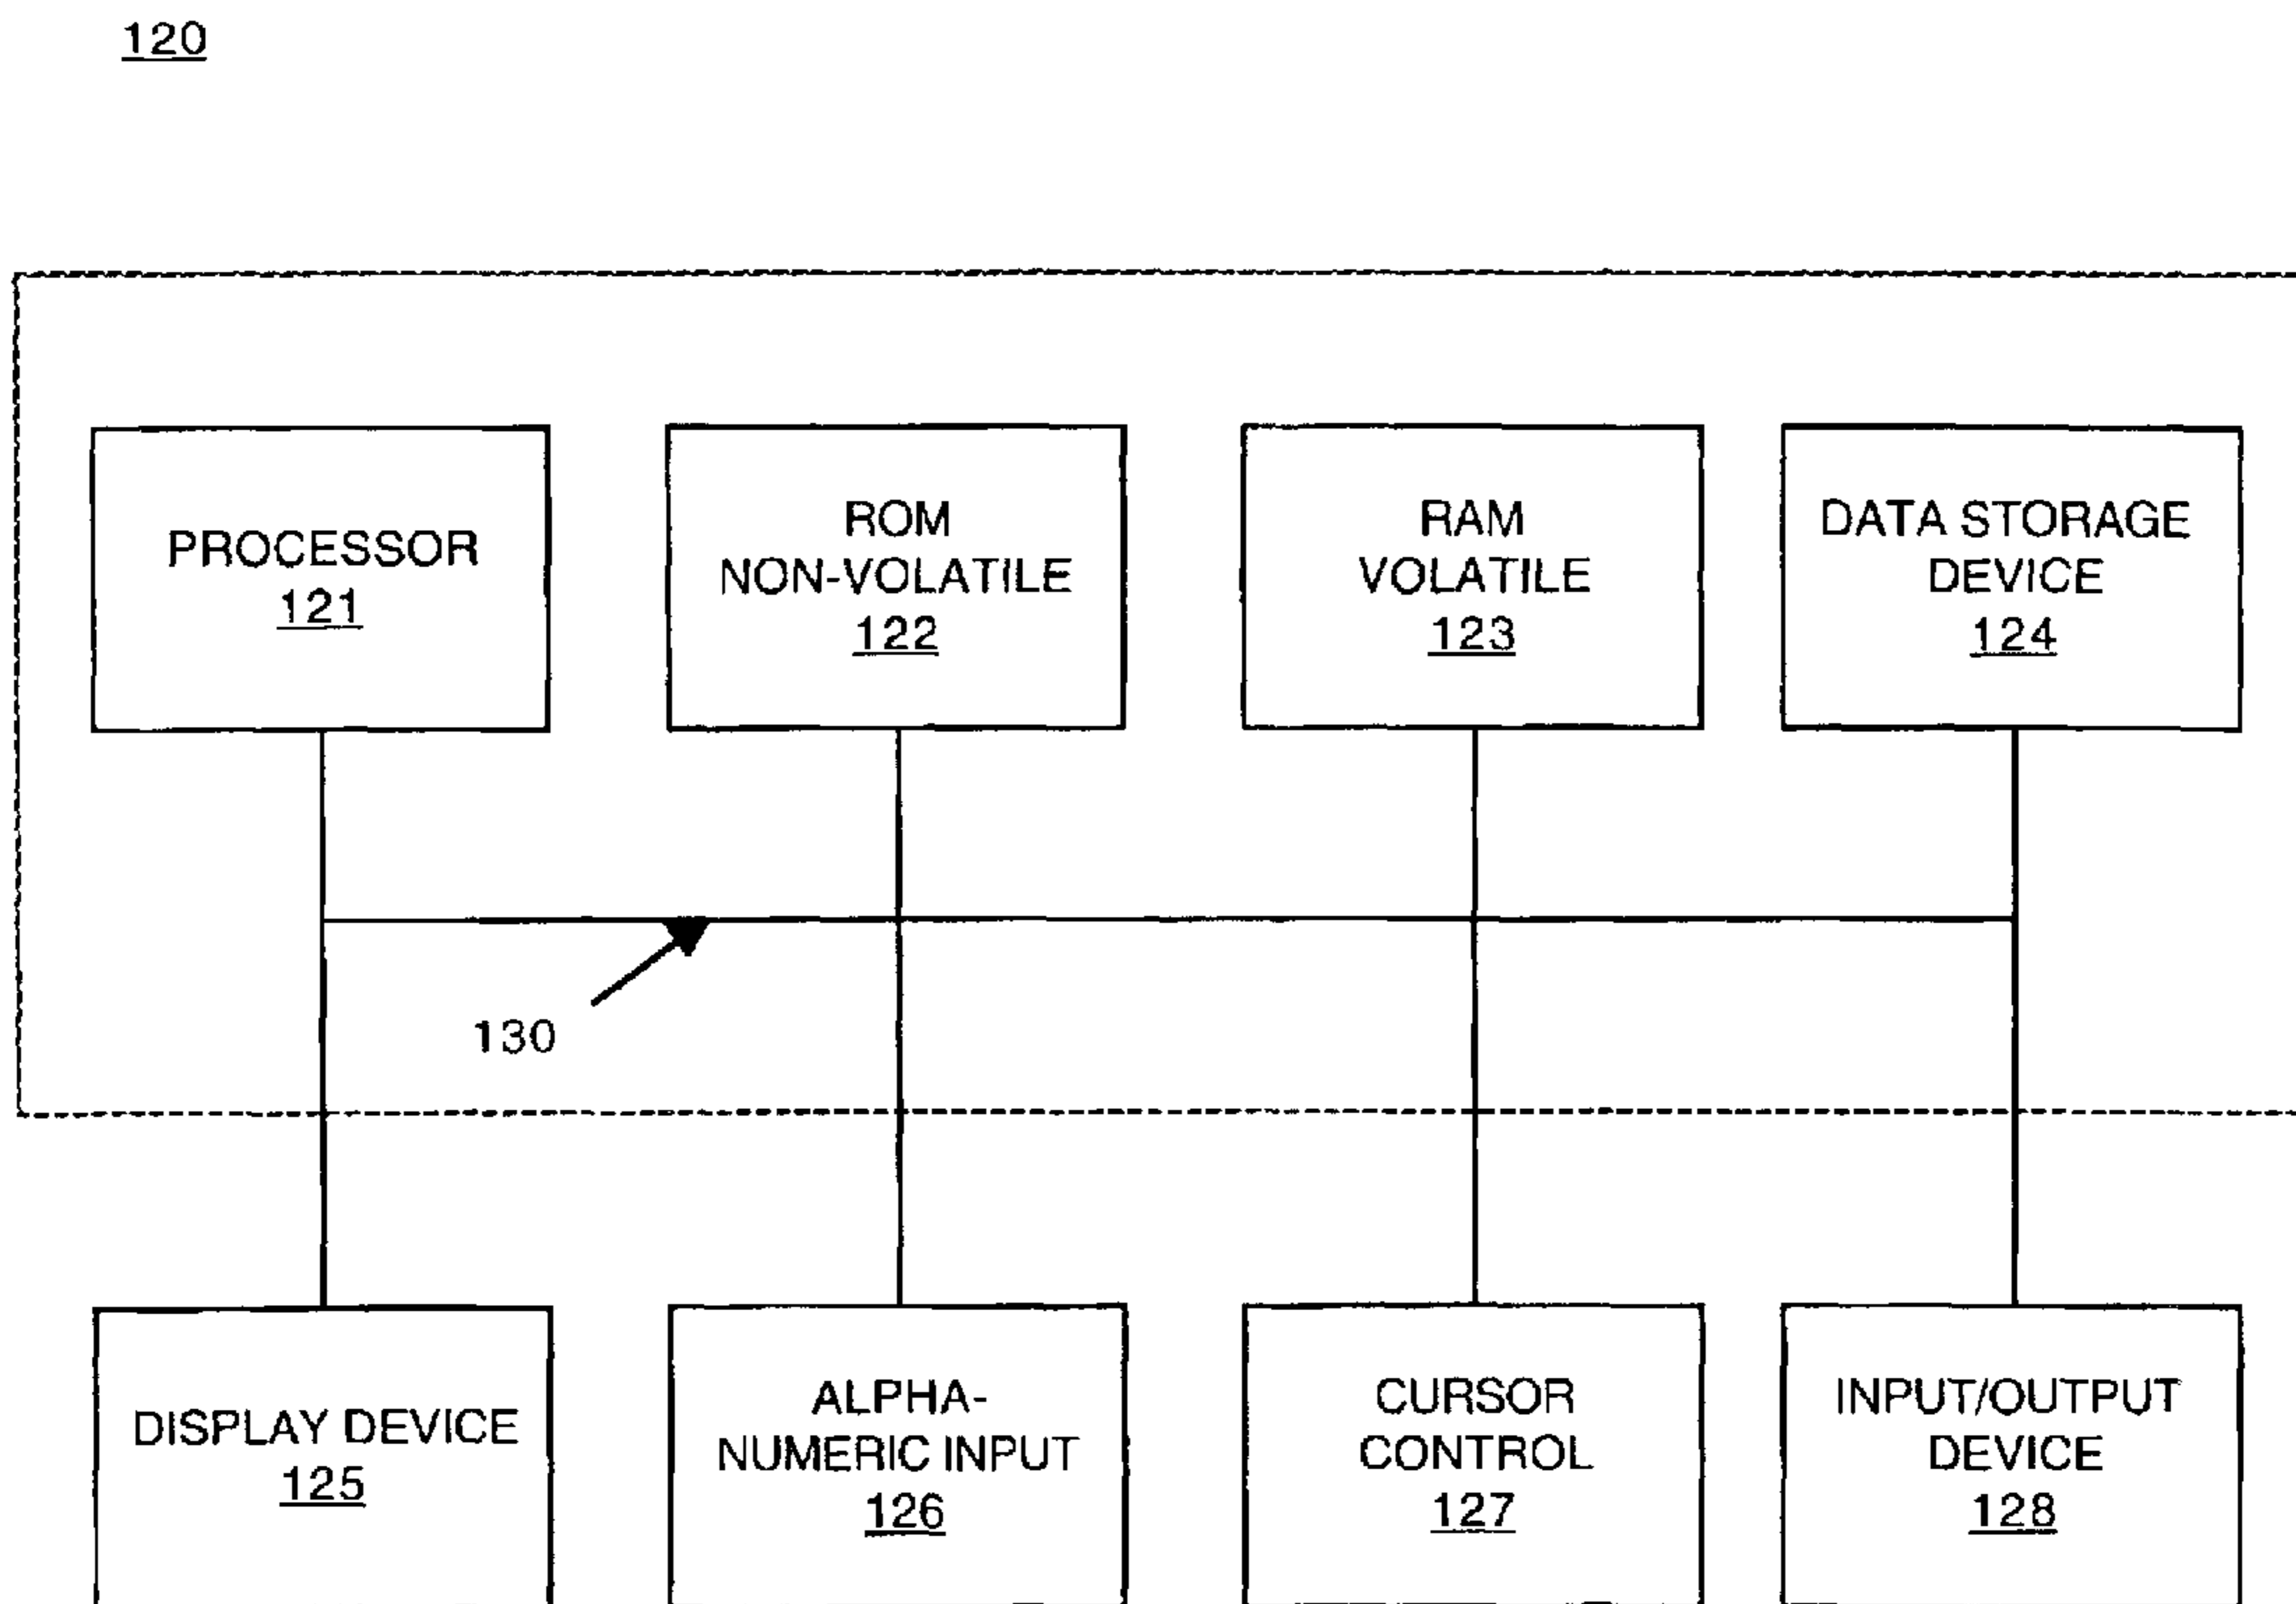 120
PROCESSOR
121
ROM
NON-VOLATILE
122
RAM
VOLATILE
123
DATA STORAGE
DEVICE
124
130
DISPLAY DEVICE
125
ALPHA-
NUMERIC INPUT
126
CURSOR
CONTROL
127
INPUT/OUTPUT
DEVICE
128